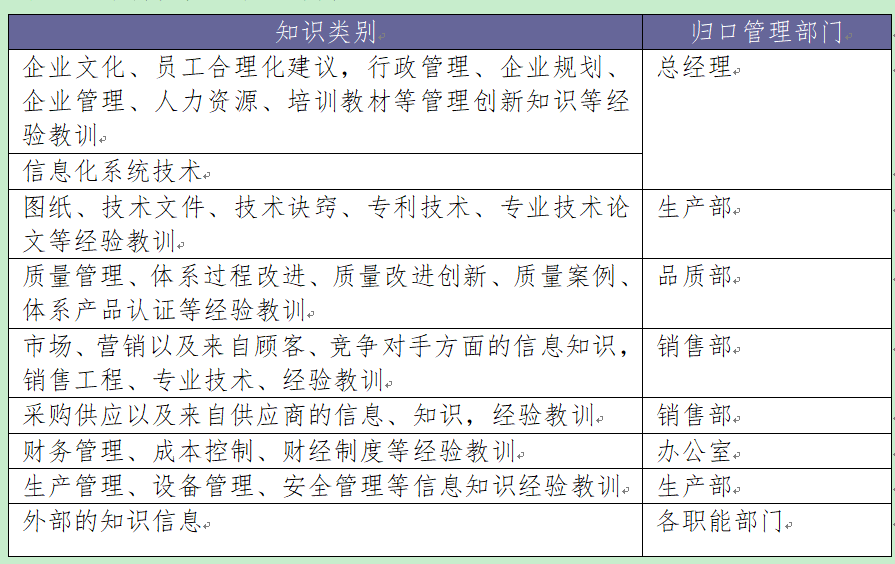 知识类别
归口管理部门
企业文化、员工合理化建议，行政管理、企业规划、
企业管理、人力资源、培训教材等管理创新知识等经
验教训
总经理
信息化系统技术
图纸、技术文件、技术诀窍、专利技术、专业技术论
文等经验教训
生产部
质量管理、体系过程改进、质量改进创新、质量案例、
体系产品认证等经验教训
品质部
市场、营销以及来自顾客、竞争对手方面的信息知识，
销售工程、专业技术、经验教训
销售部
采购供应以及来自供应商的信息、知识，经验教训
销售部
财务管理、成本控制、财经制度等经验教训
办公室
生产管理、设备管理、安全管理等信息知识经验教训
生产部
外部的知识信息
各职能部门